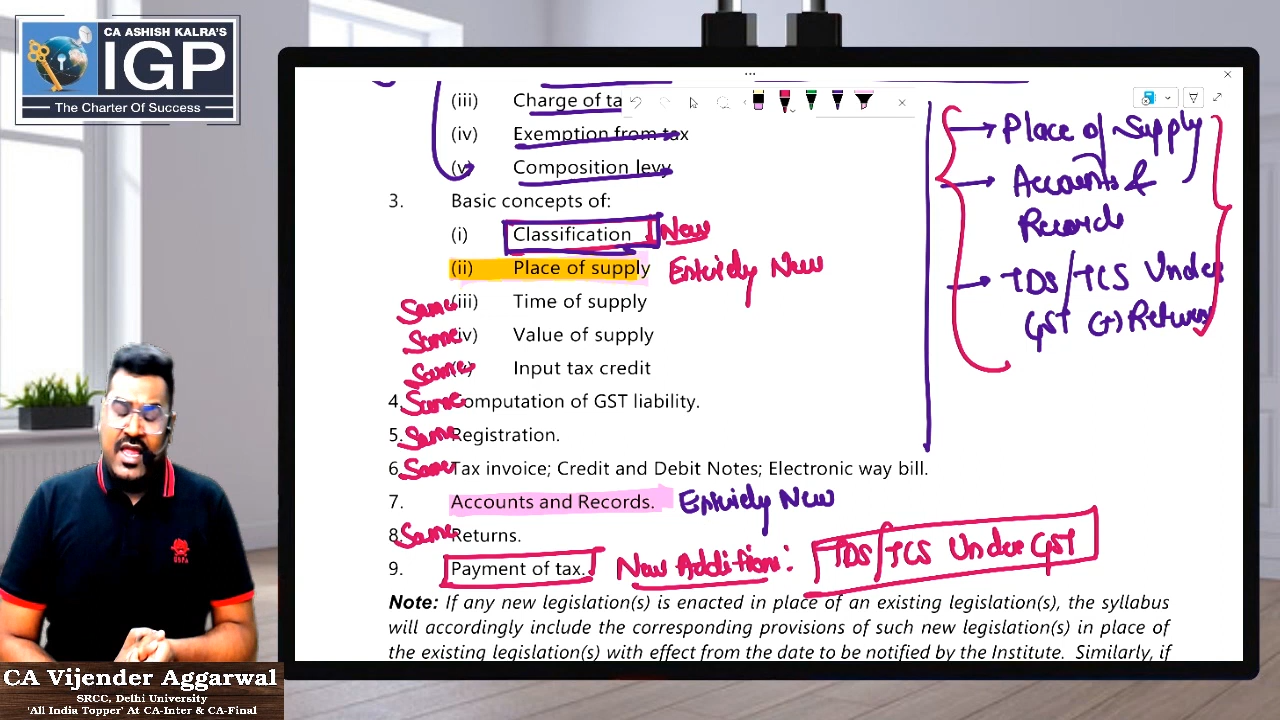 CA ASHISH KALRA'S
IGP
The Charter Of Success
(iii) Charge of ta
(iv) Exemption from tax
(v) Composition levy
3. Basic concepts of:
(i) Classification New
(ii) Place of supply Entirely New
Same (iii) Time of supply
Same iv) Value of supply
Same Input tax credit
4. Same Computation of GST liability.
5. Same Registration.
6. Same Tax invoice; Credit and Debit Notes; Electronic way bill.
7. Accounts and Records. Entirely New
8. Same Returns.
9. Payment of tax. New Addition: TDS/TCS Under GST
Note: If any new legislation(s) is enacted in place of an existing legislation(s), the syllabus
will accordingly include the corresponding provisions of such new legislation(s) in place of
the existing legislation(s) with effect from the date to be notified by the Institute. Similarly, if
→ Place of Supply
→ Accounts &
Records
→ TDS/TCS Under
GST (+) Return
CA Vijender Aggarwal
SRCC, Delhi University
'All India Topper' At CA-Inter & CA-Final